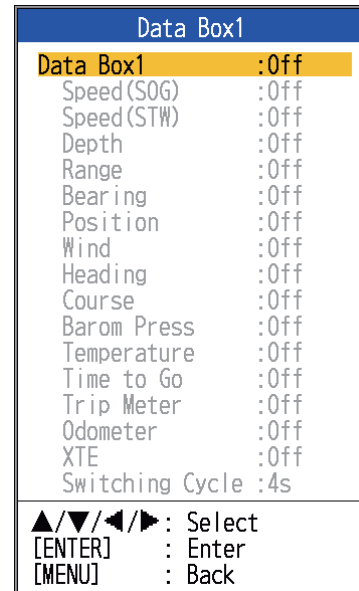 Data Box1
Data Box1 :Off
Speed(SOG) :Off
Speed(STW) :Off
Depth :Off
Range :Off
Bearing :Off
Position :Off
Wind :Off
Heading :Off
Course :Off
Barom Press :Off
Temperature :Off
Time to Go :Off
Trip Meter :Off
Odometer :Off
XTE :Off
Switching Cycle :4s
▲/▼/◀/▶: Select
[ENTER] : Enter
[MENU] : Back